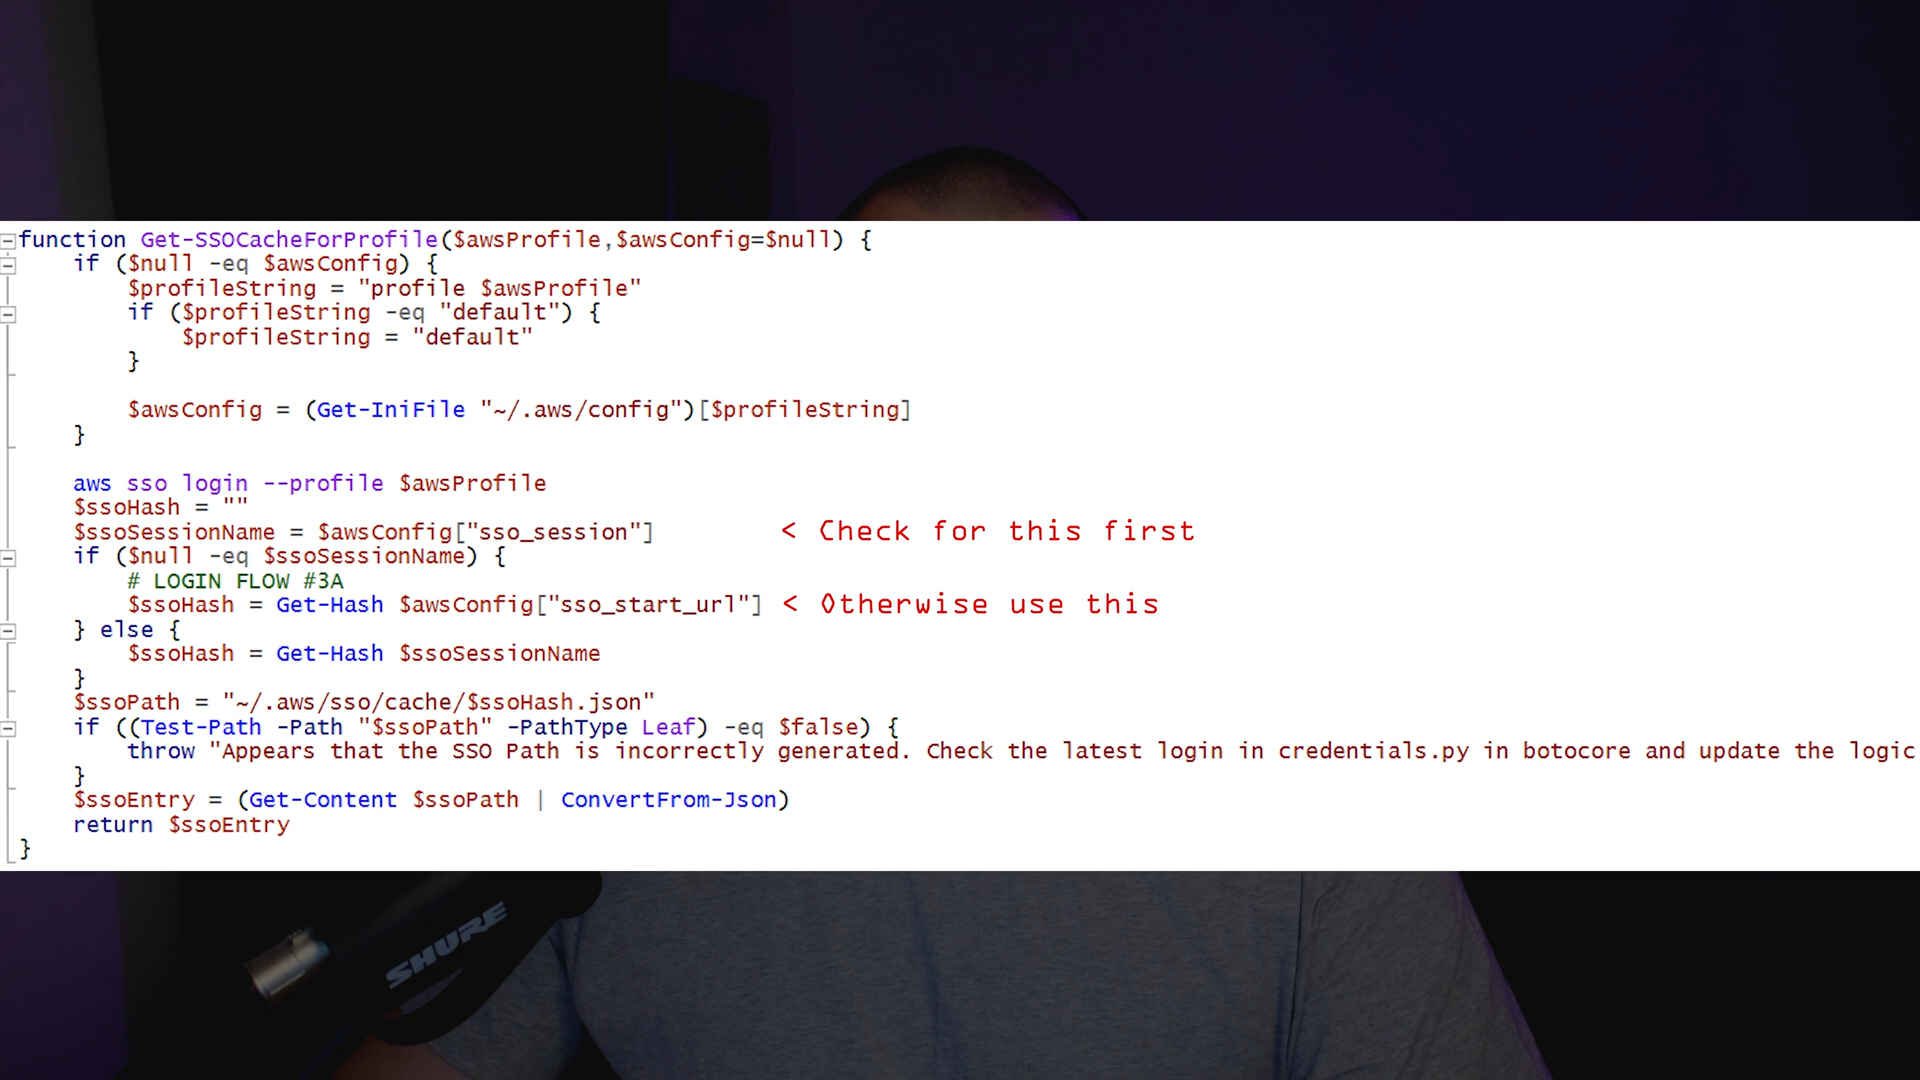 function Get-SSOCacheForProfile($awsProfile,$awsConfig=$null) {
    if ($null -eq $awsConfig) {
        $profileString = "profile $awsProfile"
        if ($profileString -eq "default") {
            $profileString = "default"
        }
        $awsConfig = (Get-IniFile "~/.aws/config")[$profileString]
    }
    aws sso login --profile $awsProfile
    $ssoHash = ""
    $ssoSessionName = $awsConfig["sso_session"] < Check for this first
    if ($null -eq $ssoSessionName) {
        # LOGIN FLOW #3A
        $ssoHash = Get-Hash $awsConfig["sso_start_url"] < Otherwise use this
    } else {
        $ssoHash = Get-Hash $ssoSessionName
    }
    $ssoPath = "~/.aws/sso/cache/$ssoHash.json"
    if ((Test-Path -Path "$ssoPath" -PathType Leaf) -eq $false) {
        throw "Appears that the SSO Path is incorrectly generated. Check the latest login in credentials.py in botocore and update the logic
    }
    $ssoEntry = (Get-Content $ssoPath | ConvertFrom-Json)
    return $ssoEntry
}
SHURE